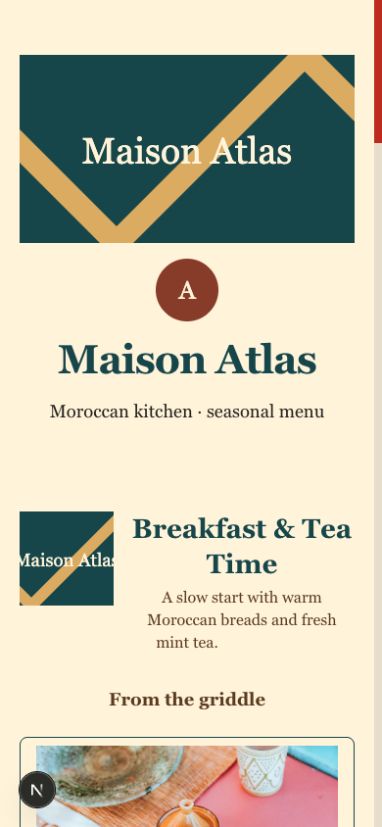 Maison Atlas
A
Maison Atlas
Moroccan kitchen · seasonal menu
Maison Atlas
Breakfast & Tea
Time
A slow start with warm
Moroccan breads and fresh
mint tea.
From the griddle
N